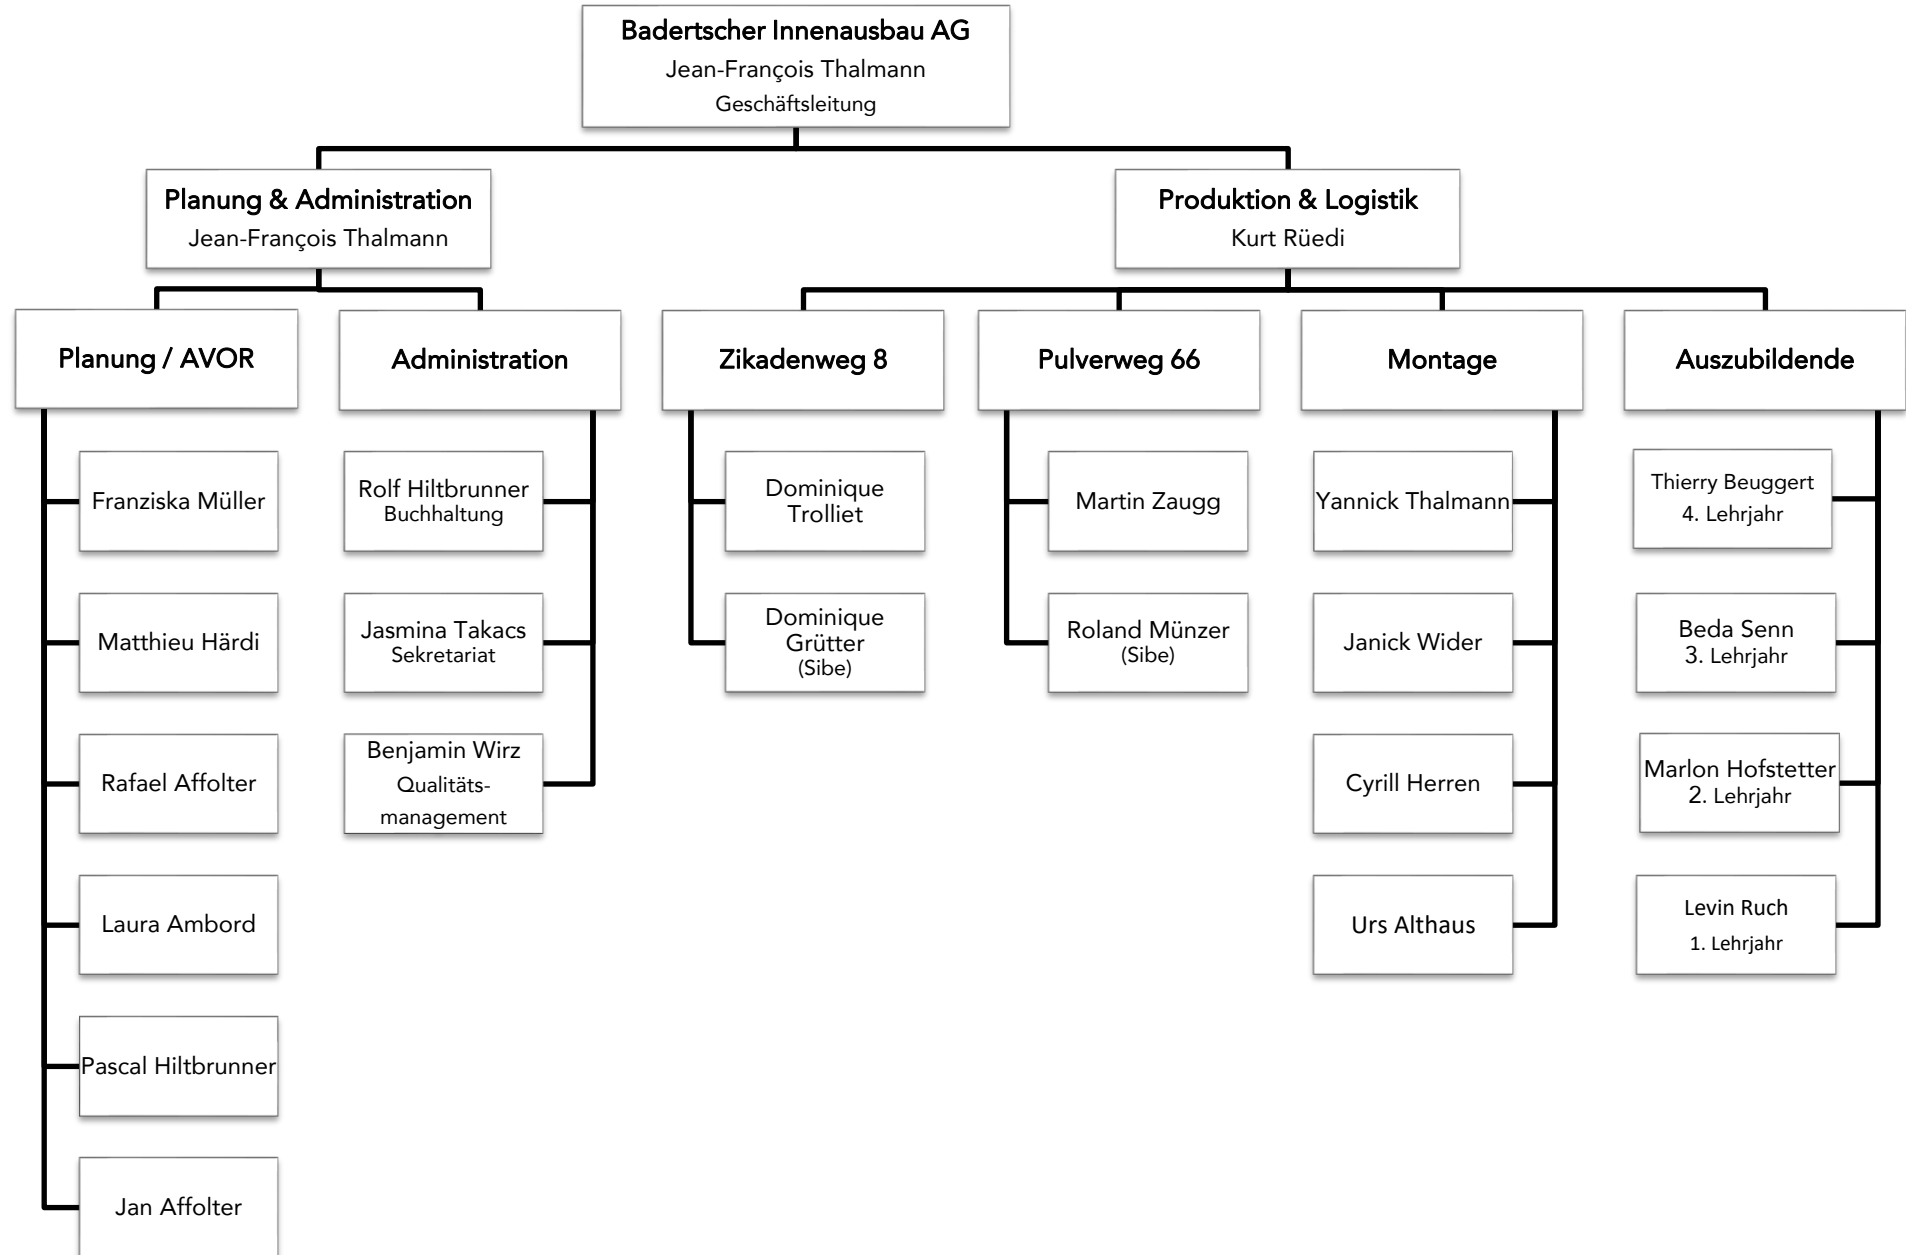 Badertscher Innenausbau AG
Jean-François Thalmann
Geschäftsleitung
Planung & Administration
Jean-François Thalmann
Produktion & Logistik
Kurt Rüedi
Planung / AVOR
Administration
Zikadenweg 8
Pulverweg 66
Montage
Auszubildende
Franziska Müller
Matthieu Härdi
Rafael Affolter
Laura Ambord
Pascal Hiltbrunner
Jan Affolter
Rolf Hiltbrunner
Buchhaltung
Jasmina Takacs
Sekretariat
Benjamin Wirz
Qualitäts-
management
Dominique
Trolliet
Dominique
Grütter
(Sibe)
Martin Zaugg
Roland Münzer
(Sibe)
Yannick Thalmann
Janick Wider
Cyrill Herren
Urs Althaus
Thierry Beuggert
4. Lehrjahr
Beda Senn
3. Lehrjahr
Marlon Hofstetter
2. Lehrjahr
Levin Ruch
1. Lehrjahr